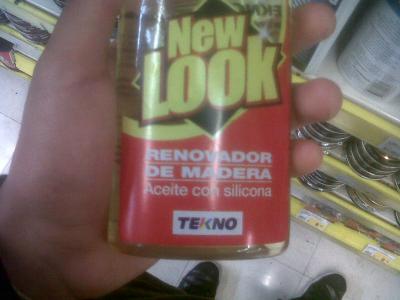 New
LOOK
RENOVADOR
DE MADERA
Aceite con silicona
TEKNO